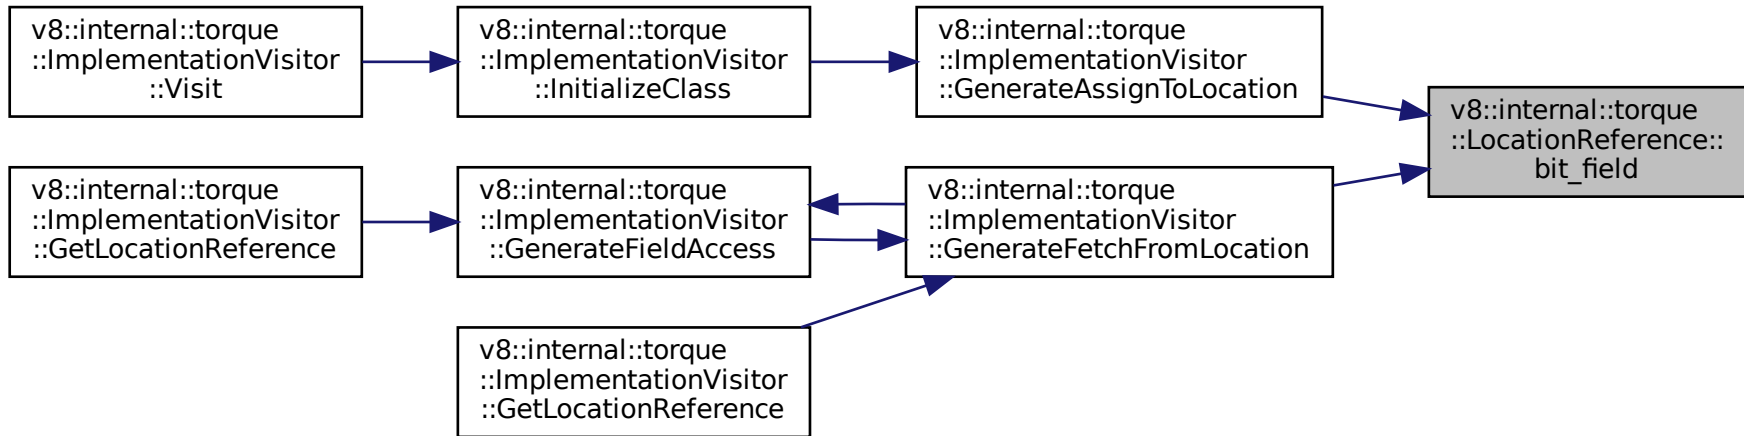 v8::internal::torque
::ImplementationVisitor
::Visit
v8::internal::torque
::ImplementationVisitor
::InitializeClass
v8::internal::torque
::ImplementationVisitor
::GenerateAssignToLocation
v8::internal::torque
::LocationReference::
bit_field
v8::internal::torque
::ImplementationVisitor
::GetLocationReference
v8::internal::torque
::ImplementationVisitor
::GenerateFieldAccess
v8::internal::torque
::ImplementationVisitor
::GenerateFetchFromLocation
v8::internal::torque
::ImplementationVisitor
::GetLocationReference